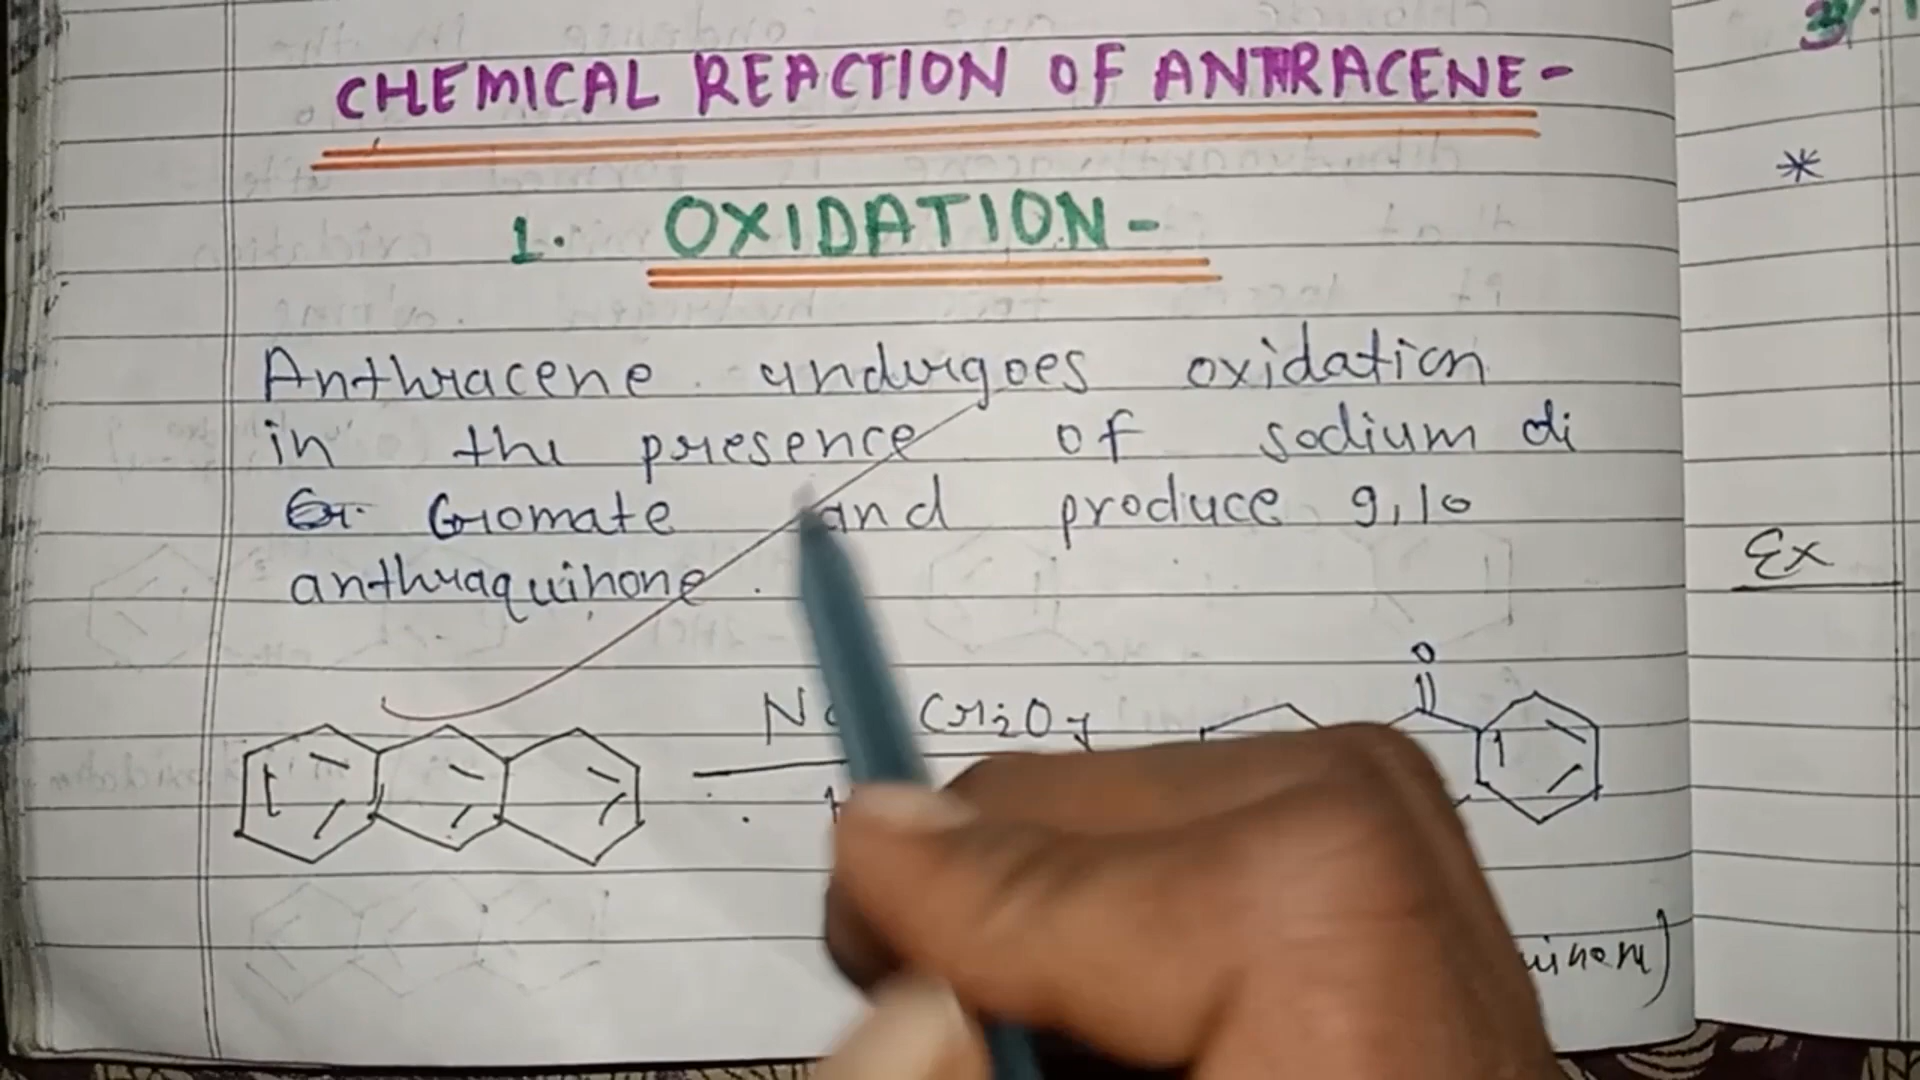 CHEMICAL REACTION OF ANTHRACENE-
1. OXIDATION-
Anthracene undergoes oxidation
in the presence of sodium di
Cromate and produce 9,10
anthraquinone.
Cr2O7
O
*
Ex